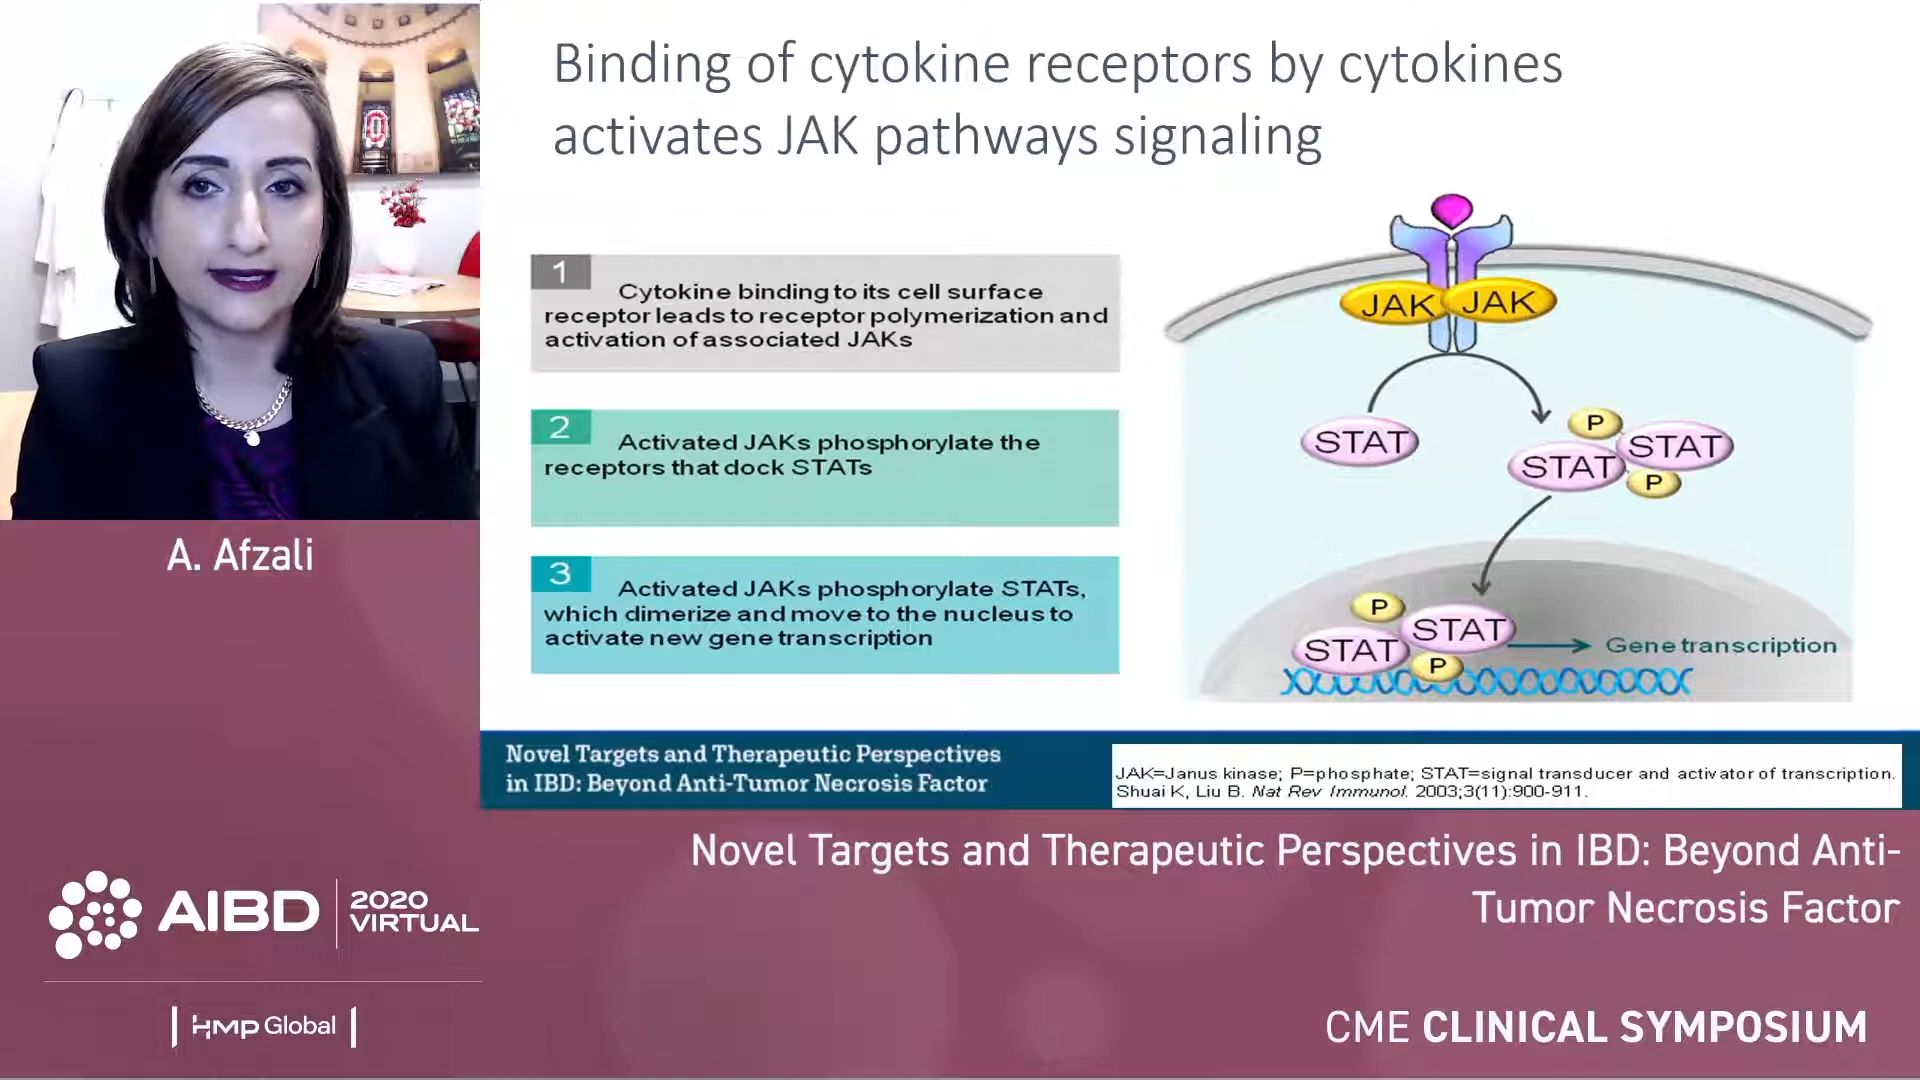 Binding of cytokine receptors by cytokines
activates JAK pathways signaling
1
Cytokine binding to its cell surface
receptor leads to receptor polymerization and
activation of associated JAKs
2
Activated JAKs phosphorylate the
receptors that dock STATs
3
Activated JAKs phosphorylate STATs,
which dimerize and move to the nucleus to
activate new gene transcription
JAK JAK
STAT
P
STAT
STAT
P
P
STAT
STAT
P
Gene transcription
Novel Targets and Therapeutic Perspectives
in IBD: Beyond Anti-Tumor Necrosis Factor
JAK=Janus kinase; P=phosphate; STAT=signal transducer and activator of transcription.
Shuai K, Liu B. Nat Rev Immunol. 2003;3(11):900-911.
A. Afzali
Novel Targets and Therapeutic Perspectives in IBD: Beyond Anti-
Tumor Necrosis Factor
AIBD
2020
VIRTUAL
HMP Global
CME CLINICAL SYMPOSIUM